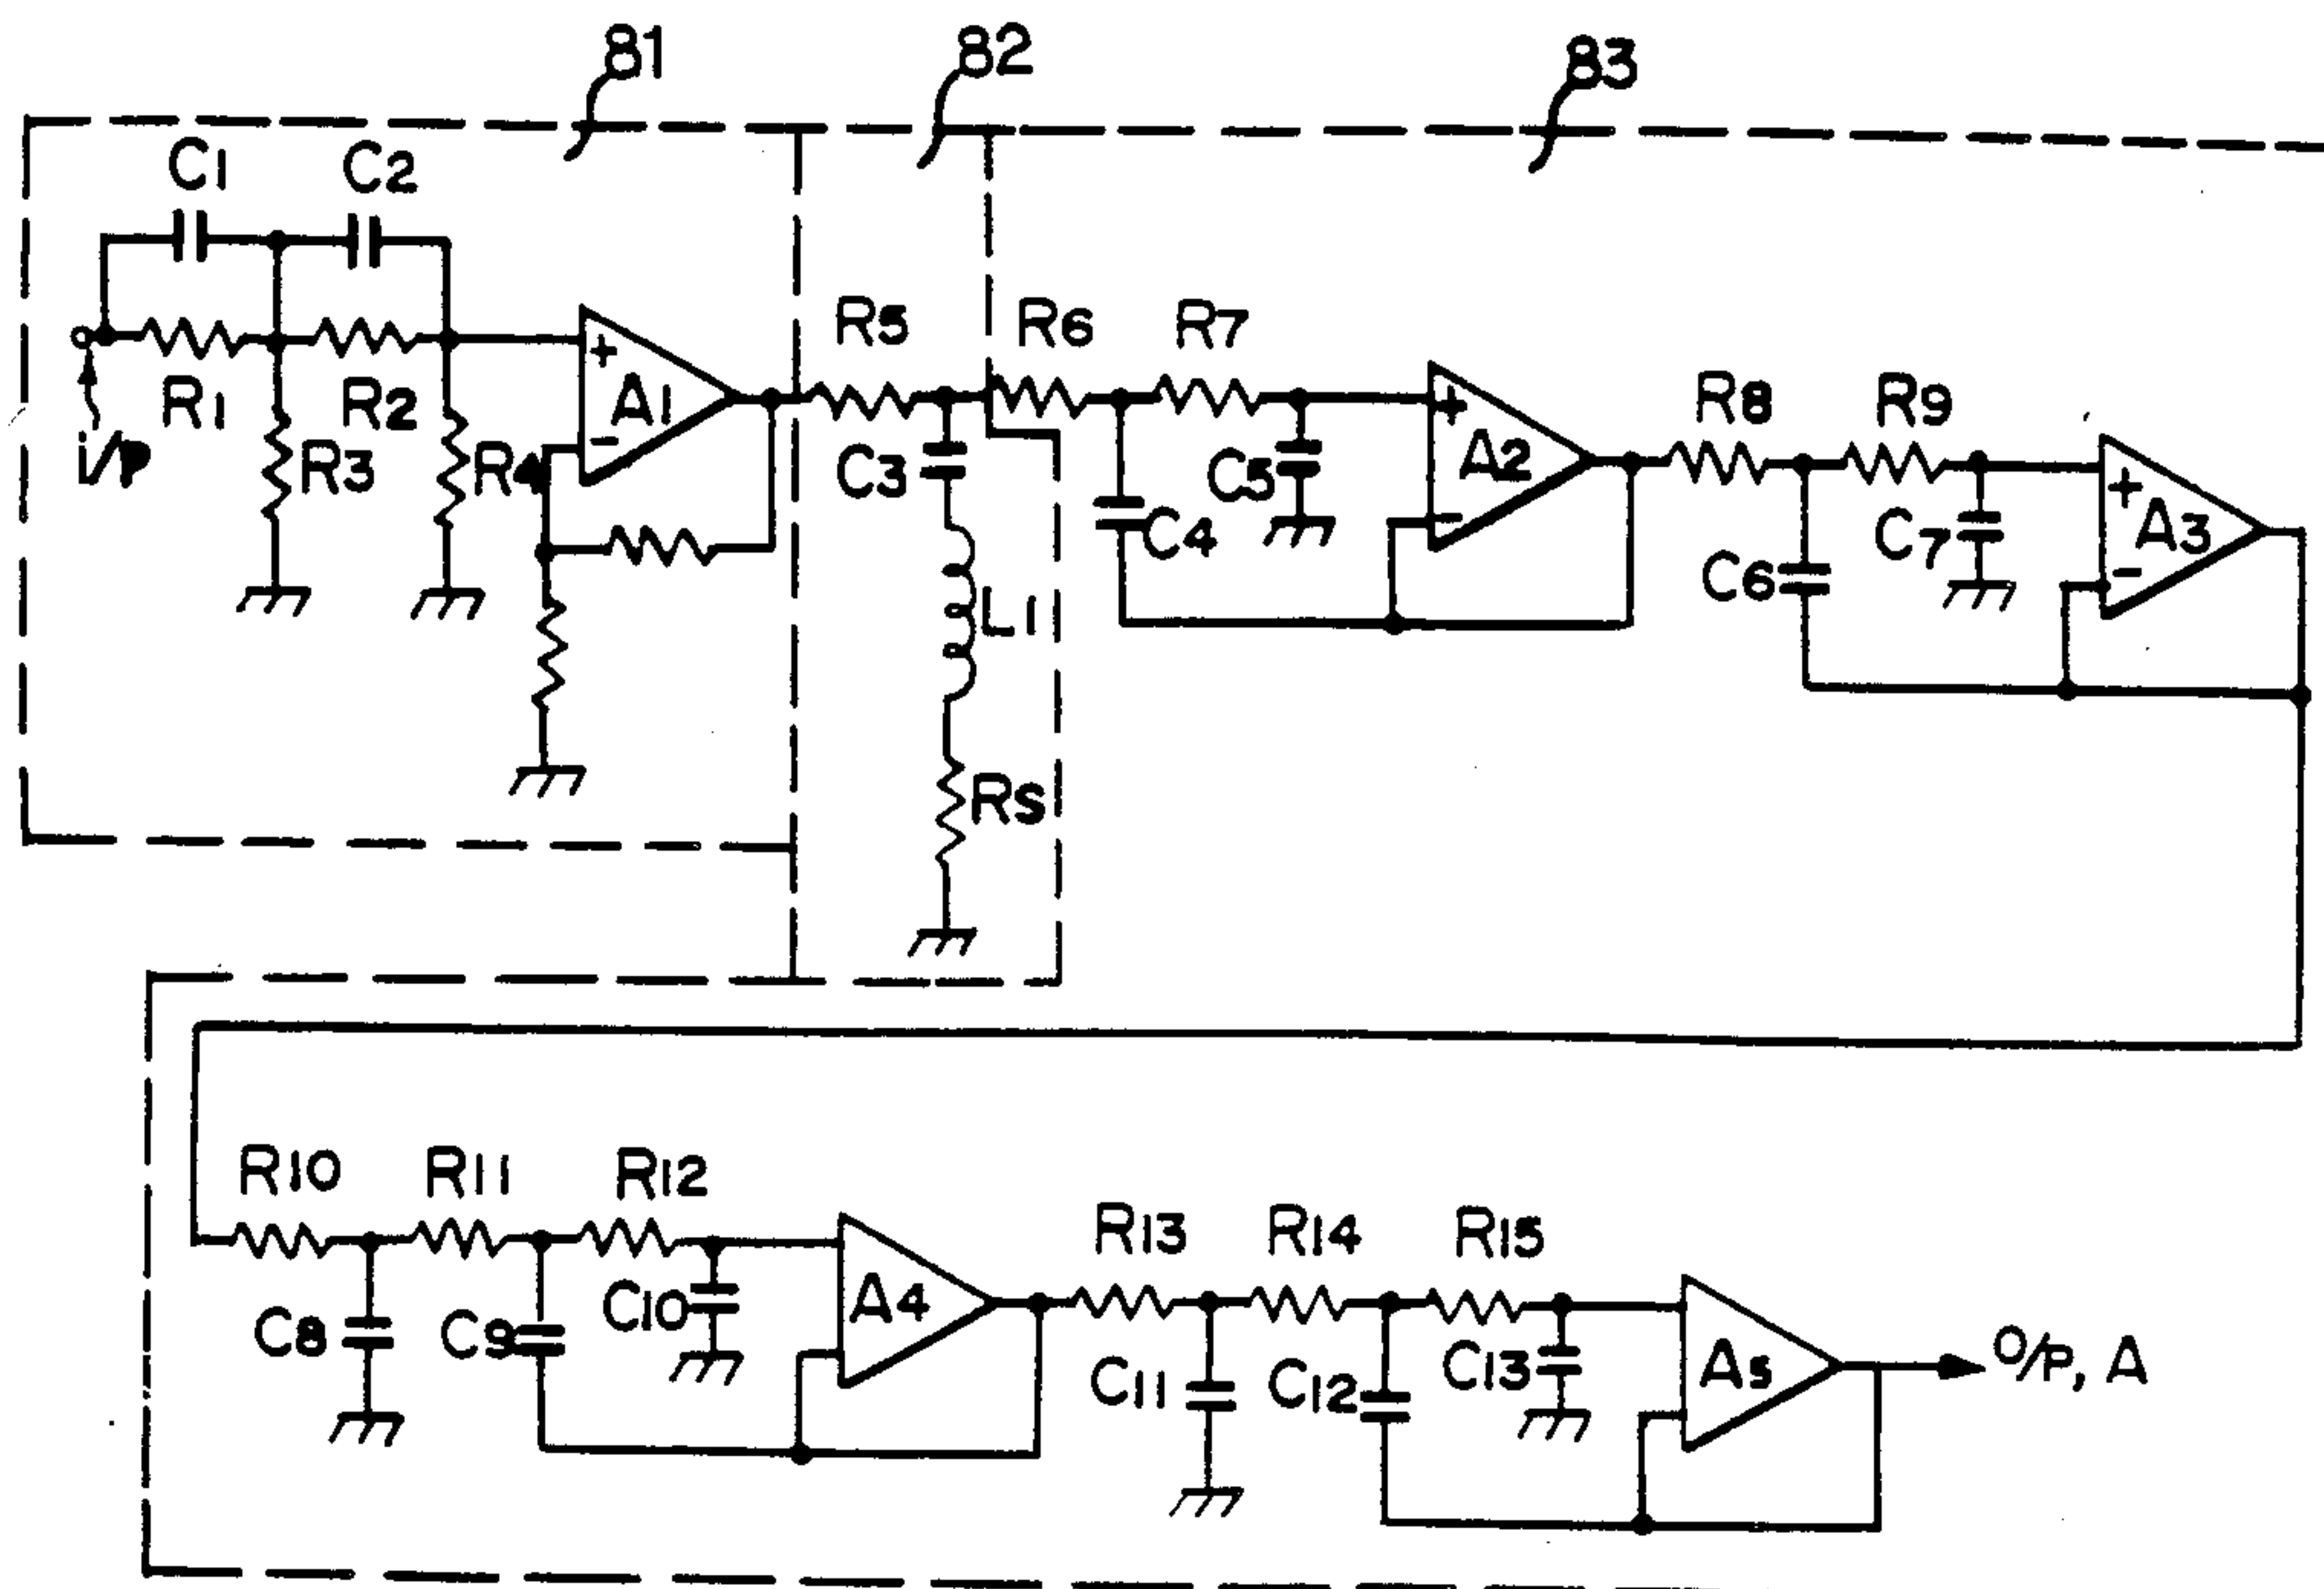 81
82
83
C1
C2
R1
R2
i/p
R3
R4
+
A1
−
R5
C3
L1
RS
R6
R7
C4
C5
+
A2
−
R8
R9
C6
C7
+
A3
−
R10
R11
R12
C8
C9
C10
A4
R13
R14
R15
C11
C12
C13
A5
O/P, A